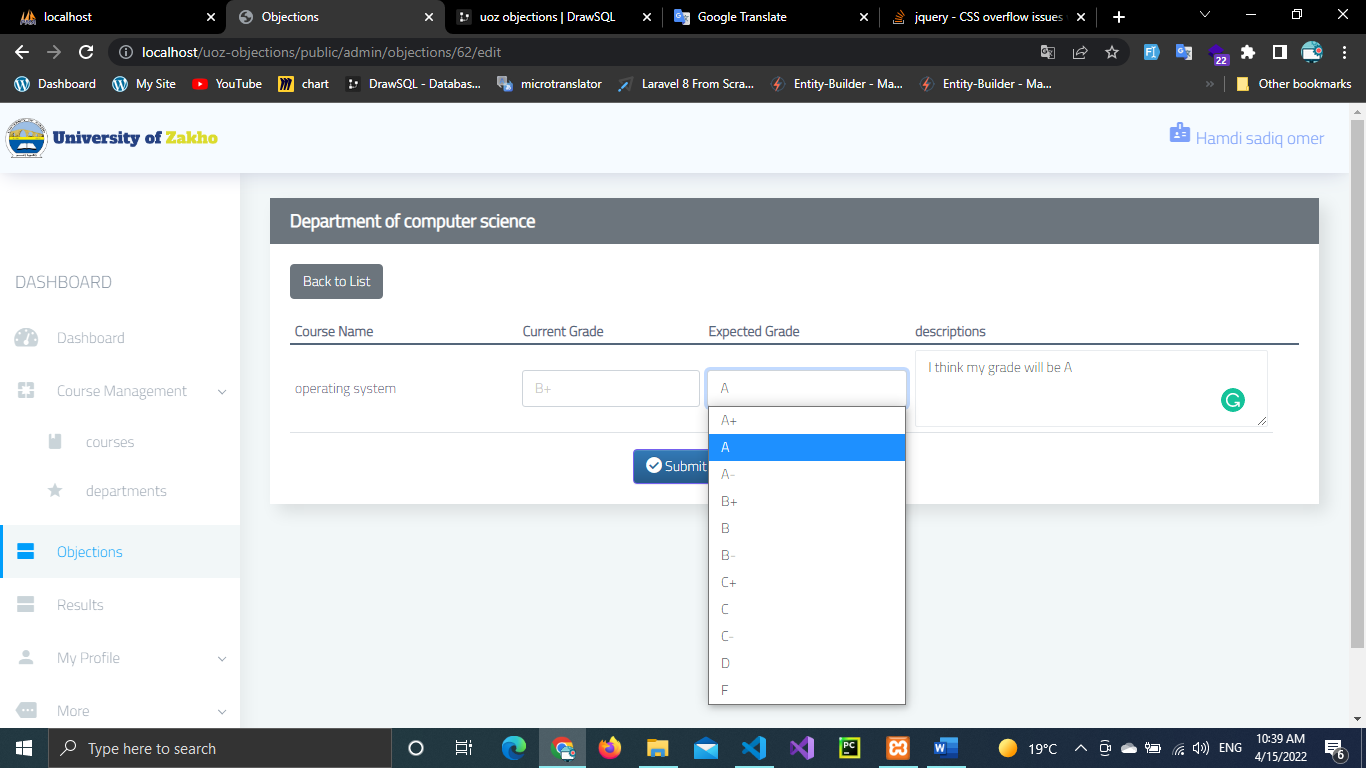 localhost
Objections
uoz objections | DrawSQL
Google Translate
jquery - CSS overflow issues
localhost/uoz-objections/public/admin/objections/62/edit
22
Dashboard
My Site
YouTube
chart
DrawSQL - Databas...
microtranslator
Laravel 8 From Scra...
Entity-Builder - Ma...
Entity-Builder - Ma...
Other bookmarks
University of Zakho
Hamdi sadiq omer
Department of computer science
DASHBOARD
Dashboard
Course Management
courses
departments
Objections
Results
My Profile
More
Back to List
Course Name Current Grade Expected Grade descriptions
operating system B+ A I think my grade will be A
Submit
A+
A
A-
B+
B
B-
C+
C
C-
D
F
Type here to search
19°C
ENG
10:39 AM
4/15/2022
6